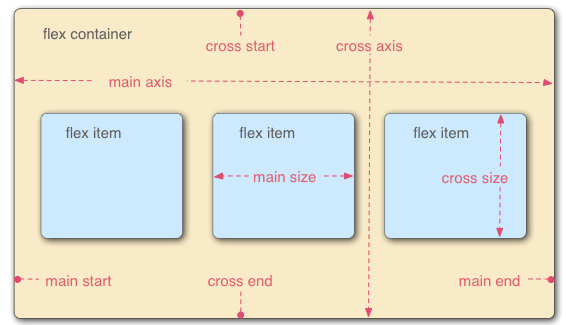 flex container
cross start
cross axis
main axis
flex item
flex item
flex item
main size
cross size
main start
cross end
main end